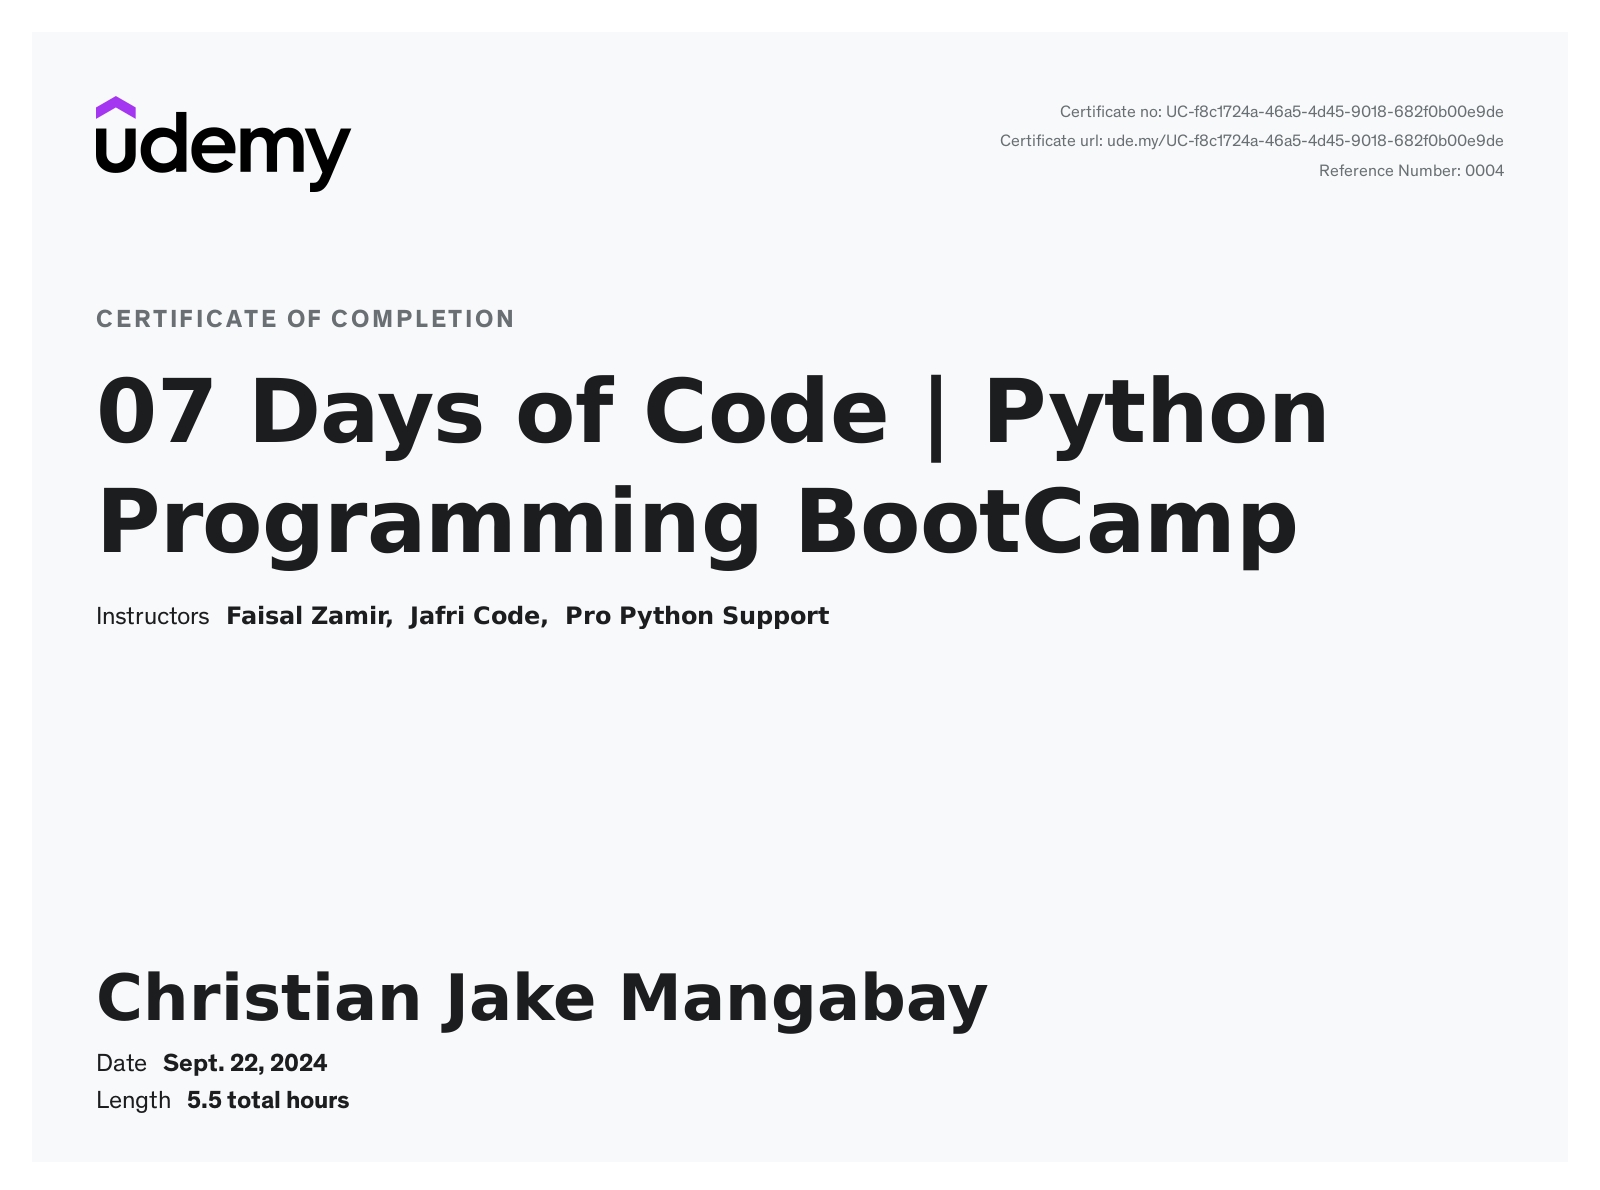 udemy
Certificate no: UC-f8c1724a-46a5-4d45-9018-682f0b00e9de
Certificate url: ude.my/UC-f8c1724a-46a5-4d45-9018-682f0b00e9de
Reference Number: 0004
CERTIFICATE OF COMPLETION
07 Days of Code | Python
Programming BootCamp
Instructors Faisal Zamir, Jafri Code, Pro Python Support
Christian Jake Mangabay
Date Sept. 22, 2024
Length 5.5 total hours